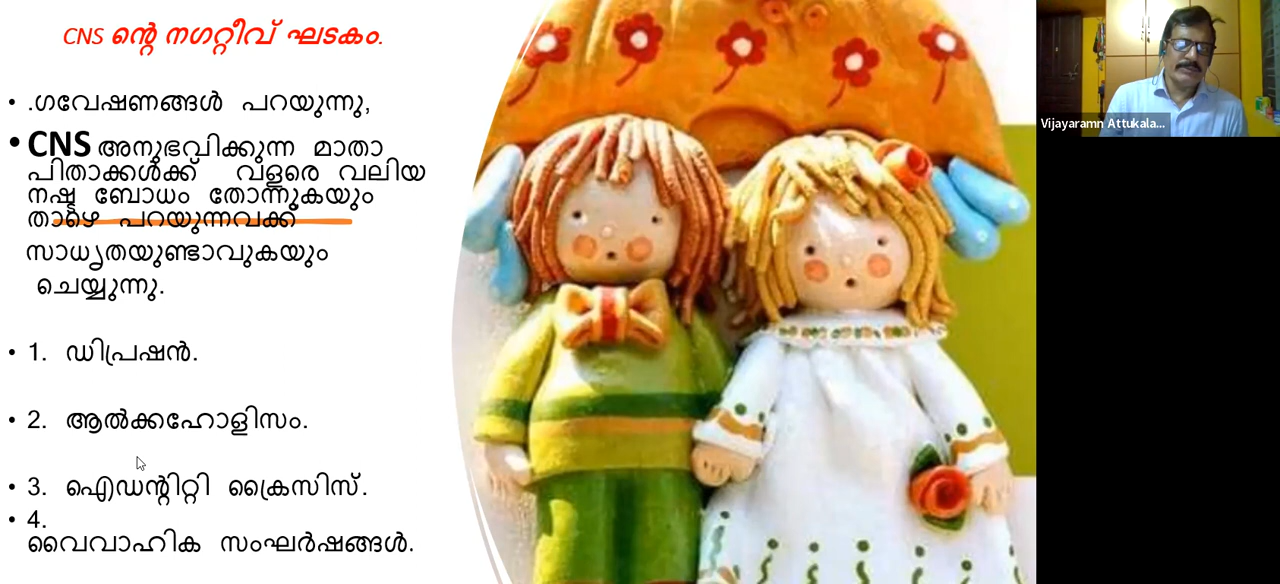 CNS ന്റെ നഗറ്റീവ് ഘടകം.
• .ഗവേഷണങ്ങൾ പറയുന്നു,
• CNS അനുഭവിക്കുന്ന മാതാ
പിതാക്കൾക്ക് വളരെ വലിയ
നഷ്ട ബോധം തോന്നുകയും
താഴെ പറയുന്നവക്ക്
സാധ്യതയുണ്ടാവുകയും
ചെയ്യുന്നു.
• 1. ഡിപ്രഷൻ.
• 2. ആൽക്കഹോളിസം.
• 3. ഐഡന്റിറ്റി ക്രൈസിസ്.
• 4.
വൈവാഹിക സംഘർഷങ്ങൾ.
Vijayaramn Attukala...